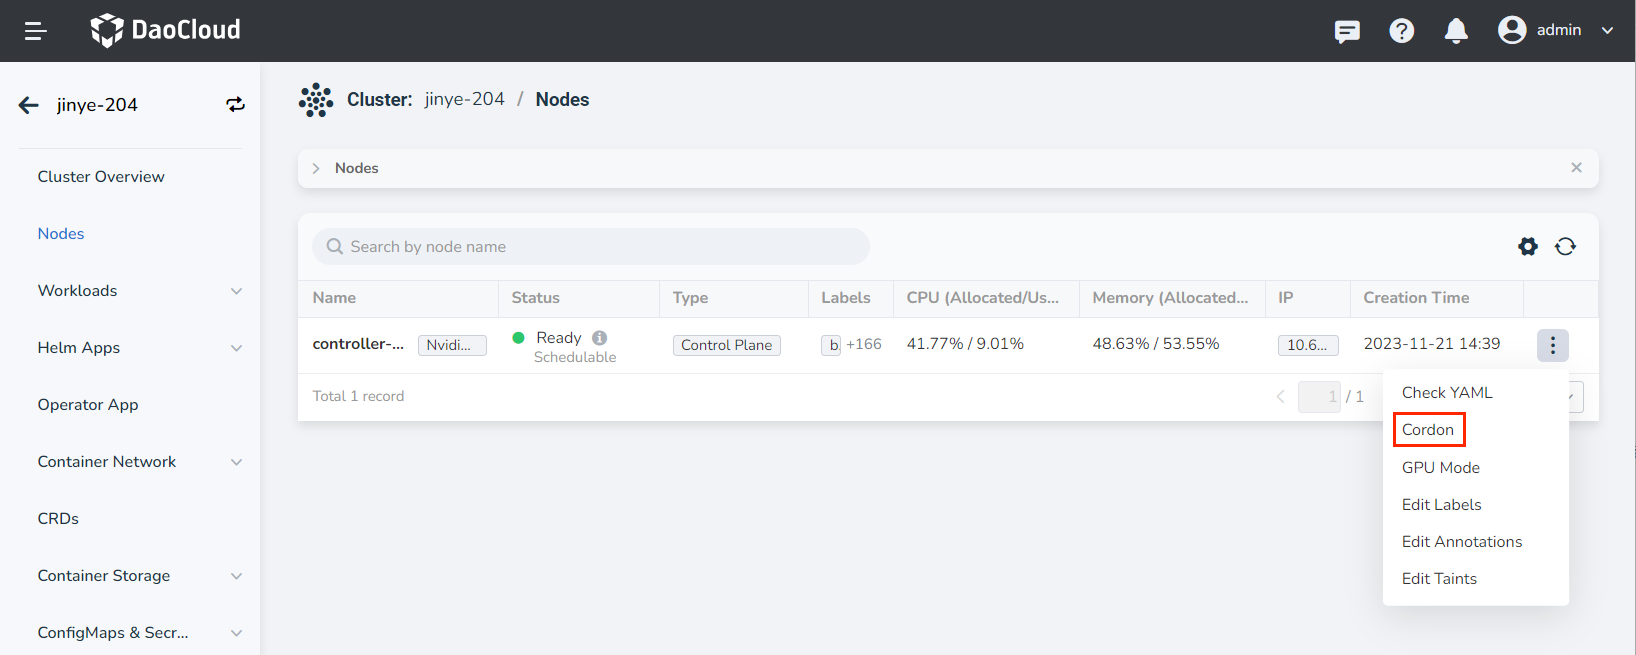 DaoCloud
admin
jinye-204
Cluster: jinye-204 / Nodes
Cluster Overview
Nodes
Workloads
Helm Apps
Operator App
Container Network
CRDs
Container Storage
ConfigMaps & Secr...
Nodes
Search by node name
Name Status Type Labels CPU (Allocated/Us... Memory (Allocated... IP Creation Time
controller-... Nvidi... Ready Control Plane b +166 41.77% / 9.01% 48.63% / 53.55% 10.6... 2023-11-21 14:39
Schedulable
Total 1 record
1 / 1
Check YAML
Cordon
GPU Mode
Edit Labels
Edit Annotations
Edit Taints